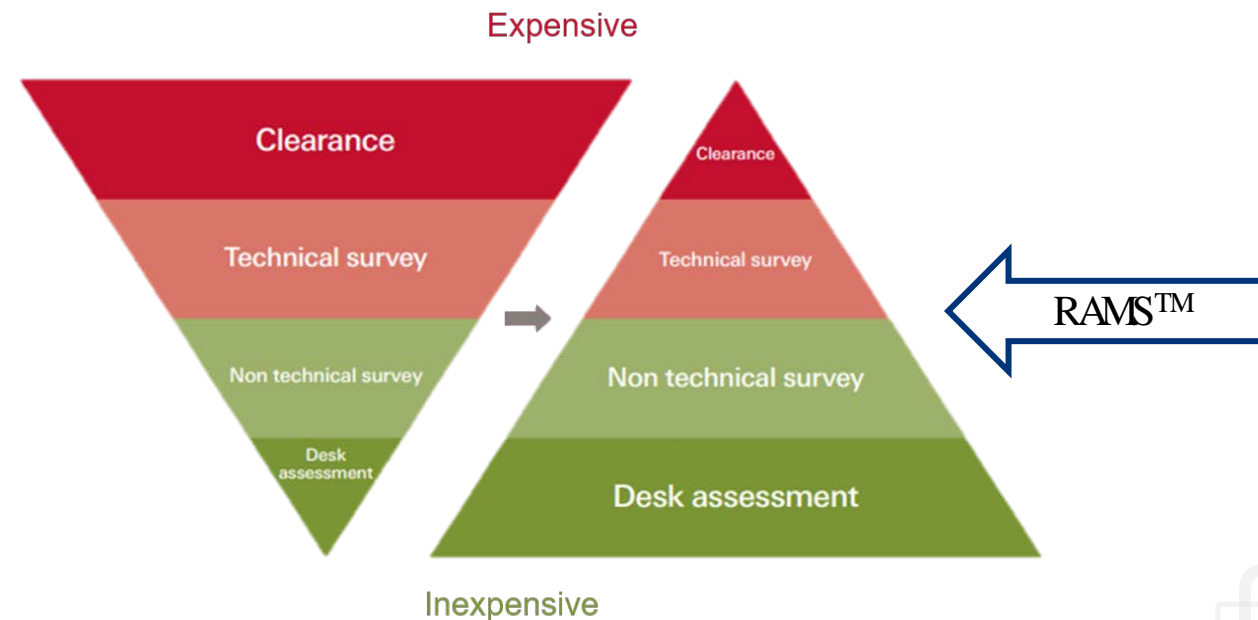 Expensive
Clearance
Technical survey
Non technical survey
Desk
assessment
Clearance
Technical survey
Non technical survey
Desk assessment
RAMS™
Inexpensive